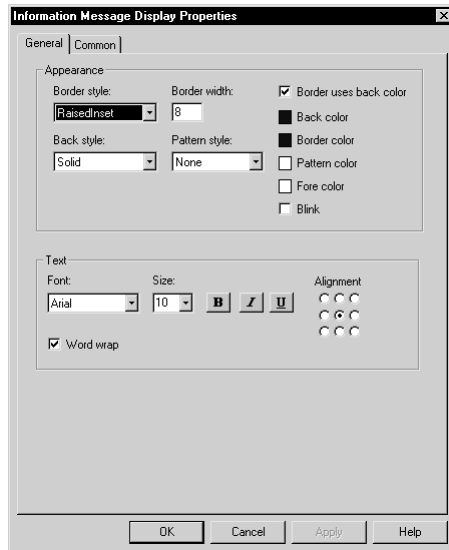 Information Message Display Properties
General Common
Appearance
Border style: Border width:
RaisedInset 8
Border uses back color
Back color
Back style: Pattern style:
Border color
Solid None
Pattern color
Fore color
Blink
Text
Font: Size: Alignment
Arial 10 B I U
Word wrap
OK Cancel Apply Help